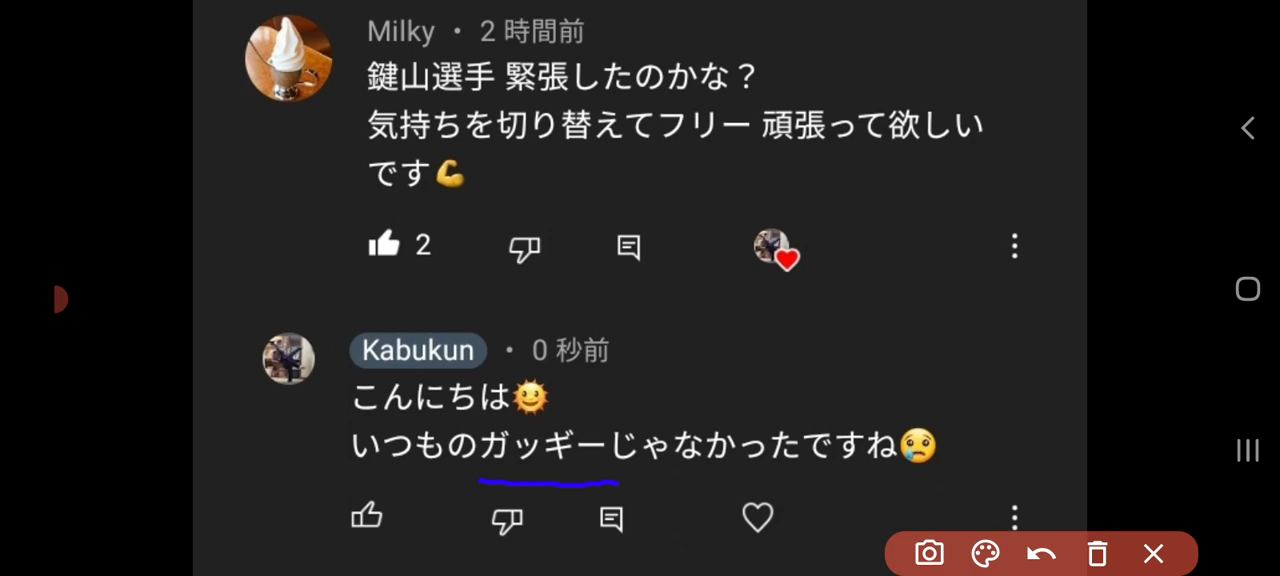 Milky • 2 時間前
鍵山選手 緊張したのかな？
気持ちを切り替えてフリー 頑張って欲しい
です💪
2
Kabukun • 0 秒前
こんにちは🌞
いつものガッギーじゃなかったですね😢